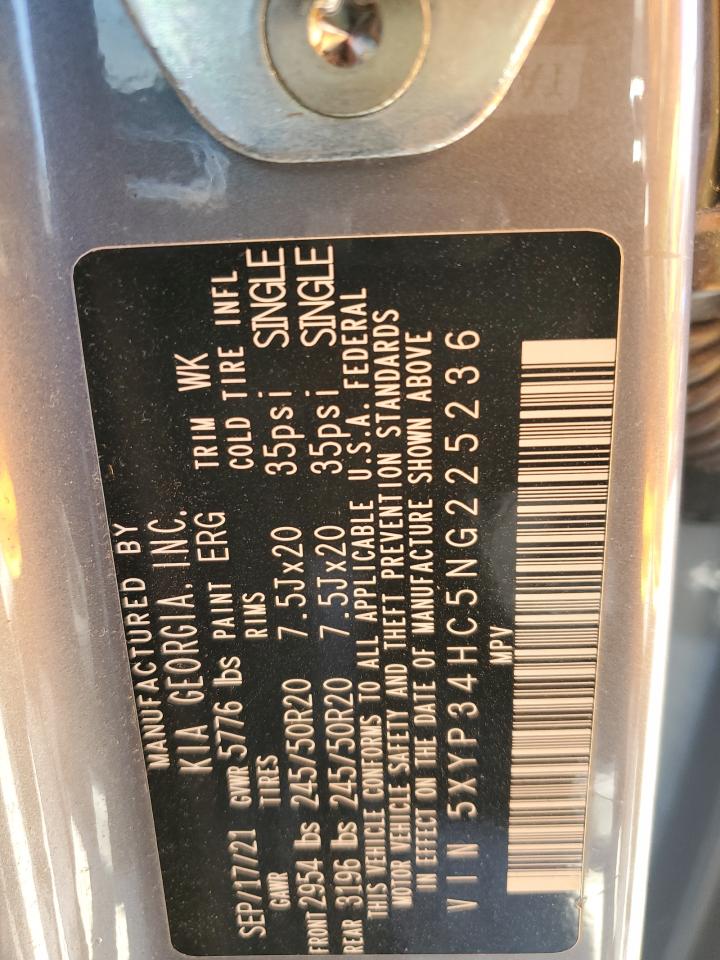 MANUFACTURED BY
KIA GEORGIA, INC.
SEP/17/21 GVWR 5776 lbs PAINT ERG TRIM WK
GAWR TIRES RIMS COLD TIRE INFL
FRONT 2954 lbs 245/50R20 7.5Jx20 35psi SINGLE
REAR 3196 lbs 245/50R20 7.5Jx20 35psi SINGLE
THIS VEHICLE CONFORMS TO ALL APPLICABLE U.S.A. FEDERAL
MOTOR VEHICLE SAFETY AND THEFT PREVENTION STANDARDS
IN EFFECT ON THE DATE OF MANUFACTURE SHOWN ABOVE
VIN 5XYP34HC5NG225236
MPV